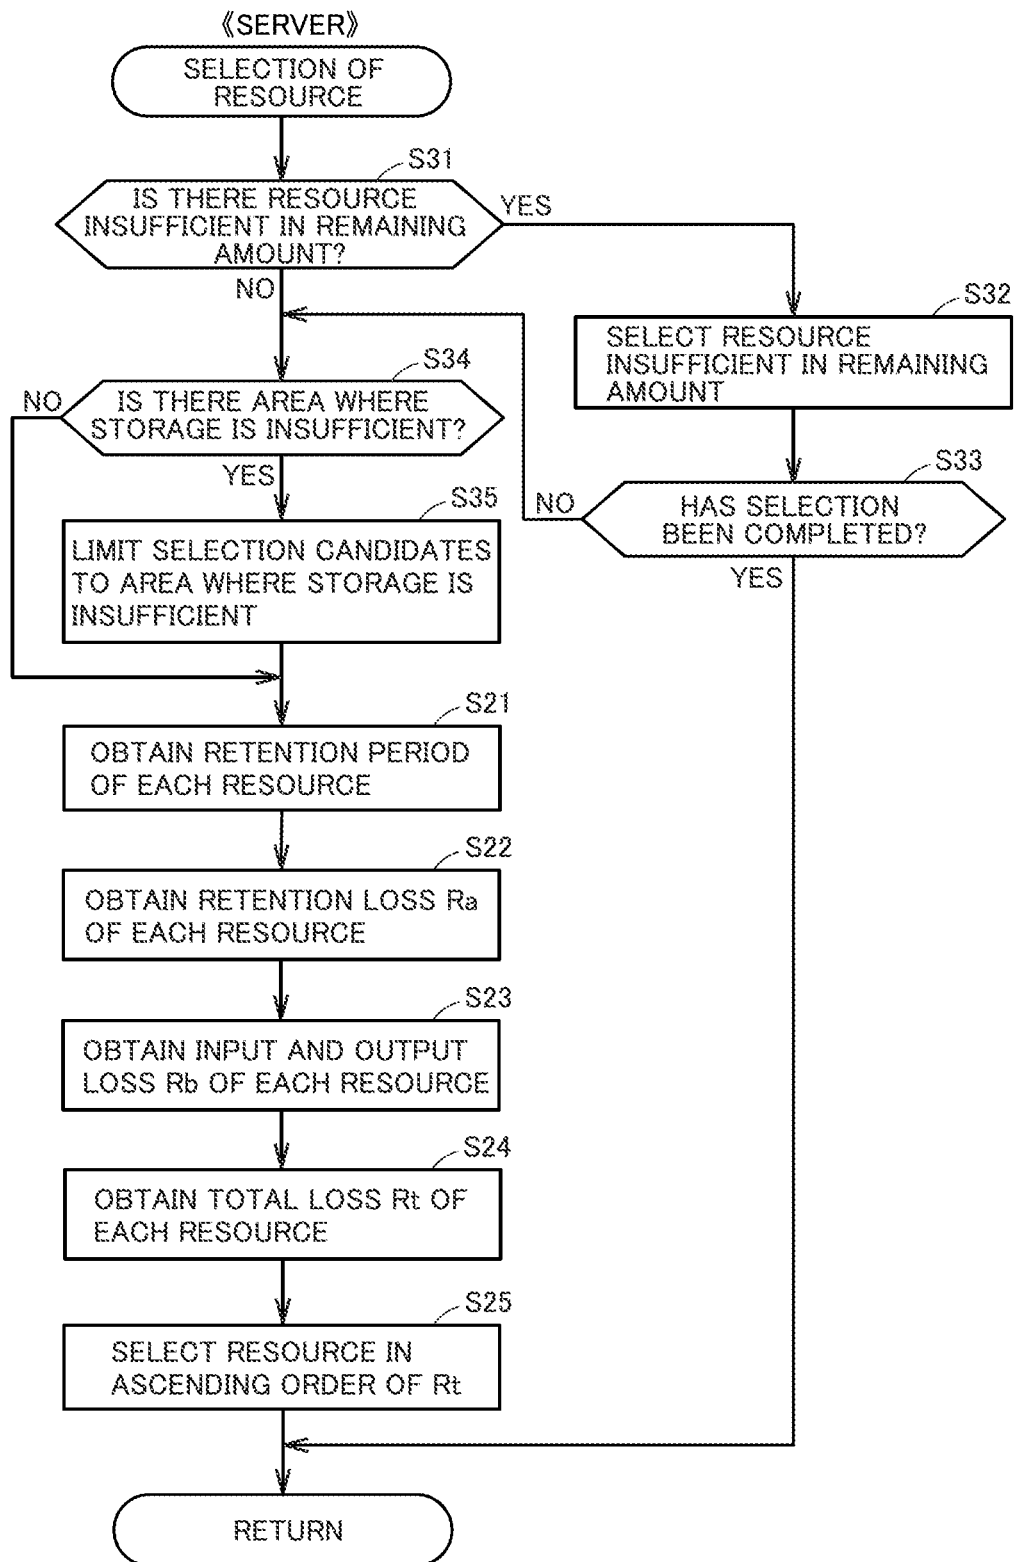 《SERVER》
SELECTION OF
RESOURCE
S31
IS THERE RESOURCE
INSUFFICIENT IN REMAINING
AMOUNT?
YES
NO
S32
SELECT RESOURCE
INSUFFICIENT IN REMAINING
AMOUNT
S33
HAS SELECTION
BEEN COMPLETED?
NO
YES
S34
IS THERE AREA WHERE
STORAGE IS INSUFFICIENT?
NO
YES
S35
LIMIT SELECTION CANDIDATES
TO AREA WHERE STORAGE IS
INSUFFICIENT
S21
OBTAIN RETENTION PERIOD
OF EACH RESOURCE
S22
OBTAIN RETENTION LOSS Ra
OF EACH RESOURCE
S23
OBTAIN INPUT AND OUTPUT
LOSS Rb OF EACH RESOURCE
S24
OBTAIN TOTAL LOSS Rt OF
EACH RESOURCE
S25
SELECT RESOURCE IN
ASCENDING ORDER OF Rt
RETURN